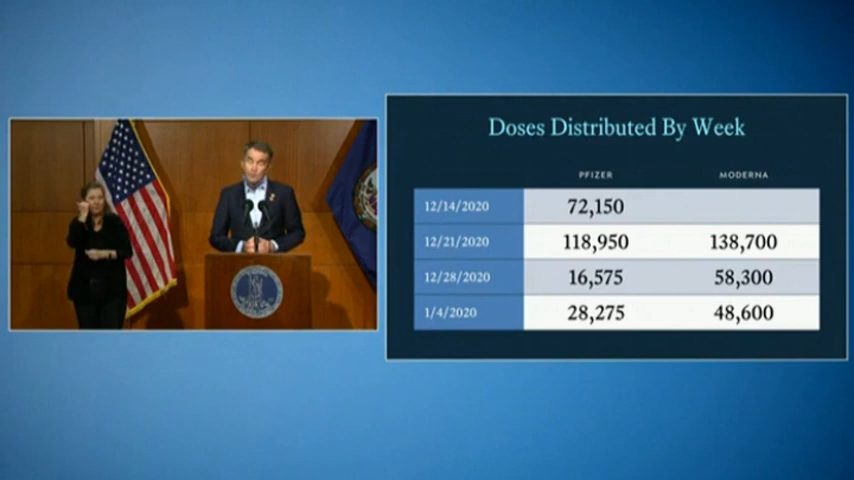 Doses Distributed By Week
PFIZER MODERNA
12/14/2020 72,150
12/21/2020 118,950 138,700
12/28/2020 16,575 58,300
1/4/2020 28,275 48,600